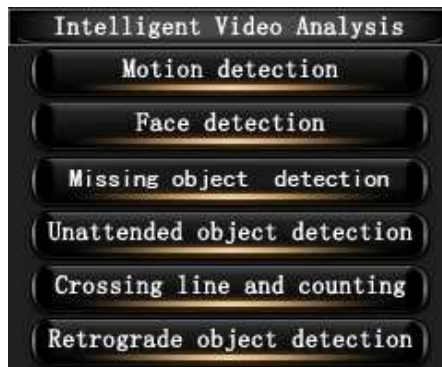 Intelligent Video Analysis
Motion detection
Face detection
Missing object detection
Unattended object detection
Crossing line and counting
Retrograde object detection